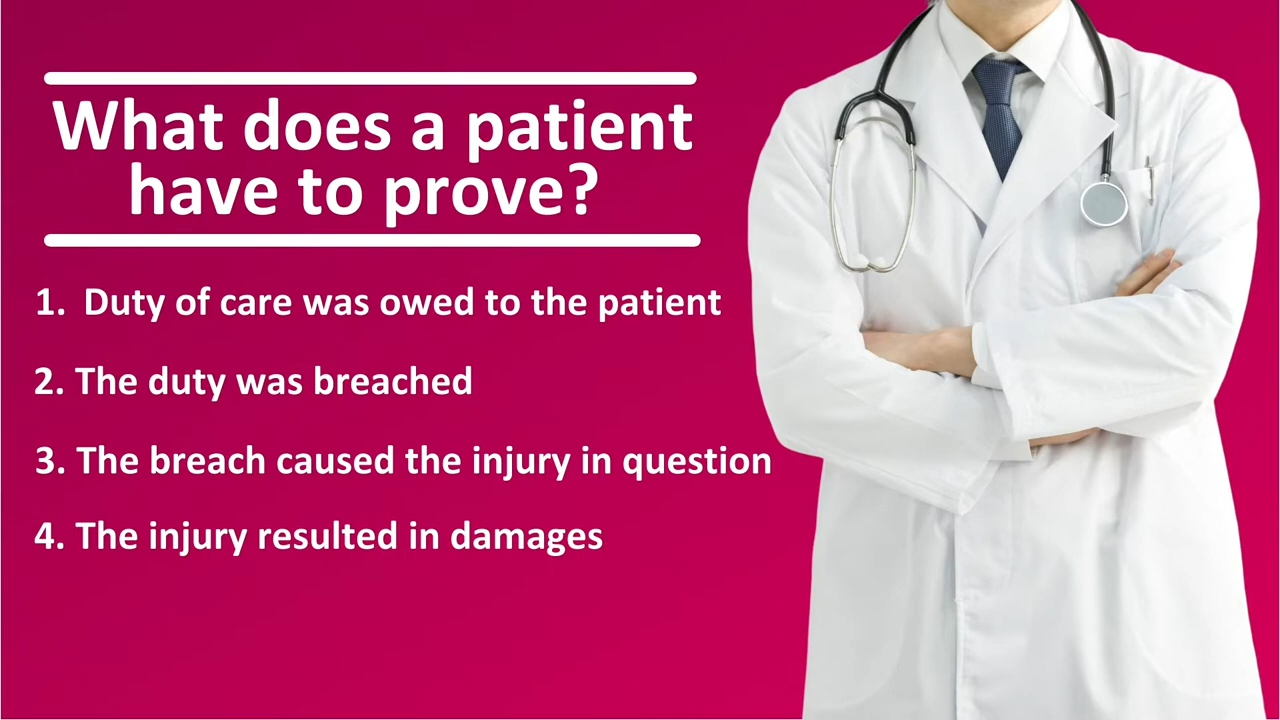 What does a patient
have to prove?
1. Duty of care was owed to the patient
2. The duty was breached
3. The breach caused the injury in question
4. The injury resulted in damages